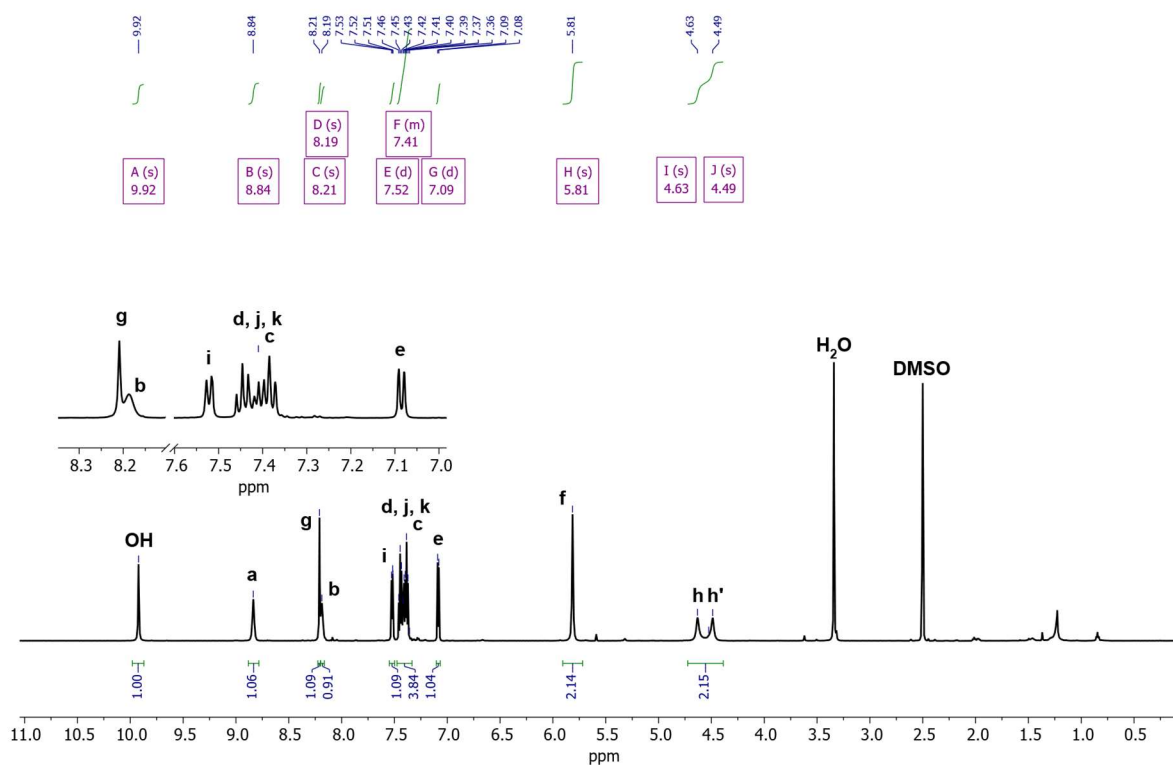 9.92 8.84 8.21 8.19 7.53 7.52 7.51 7.46 7.45 7.43 7.42 7.41 7.40 7.39 7.37 7.36 7.09 7.08 5.81 4.63 4.49
D (s) F (m)
8.19 7.41
A (s) B (s) C (s) E (d) G (d) H (s) I (s) J (s)
9.92 8.84 8.21 7.52 7.09 5.81 4.63 4.49
g
b
i
d, j, k
c
e
8.3 8.2 7.6 7.5 7.4 7.3 7.2 7.1 7.0
ppm
H₂O
DMSO
OH
a
g
b
i
d, j, k
c
e
f
h h'
1.00 1.06 1.09 0.91 1.09 3.84 1.04 2.14 2.15
11.0 10.0 9.5 9.0 8.5 8.0 7.5 7.0 6.5 6.0 5.5 5.0 4.5 4.0 3.5 3.0 2.5 2.0 1.5 1.0 0.5
ppm